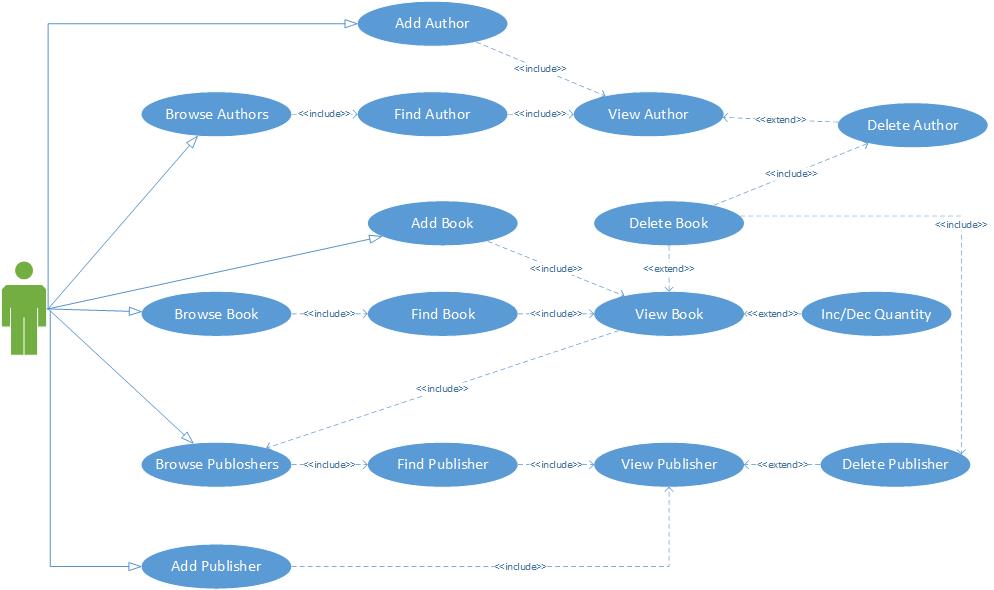 Add Author
<<include>>
Browse Authors
<<include>>
Find Author
<<include>>
View Author
<<extend>>
Delete Author
<<include>>
Add Book
Delete Book
<<include>>
<<include>>
<<extend>>
Browse Book
<<include>>
Find Book
<<include>>
View Book
<<extend>>
Inc/Dec Quantity
<<include>>
Browse Publoshers
<<include>>
Find Publisher
<<include>>
View Publisher
<<extend>>
Delete Publisher
Add Publisher
<<include>>